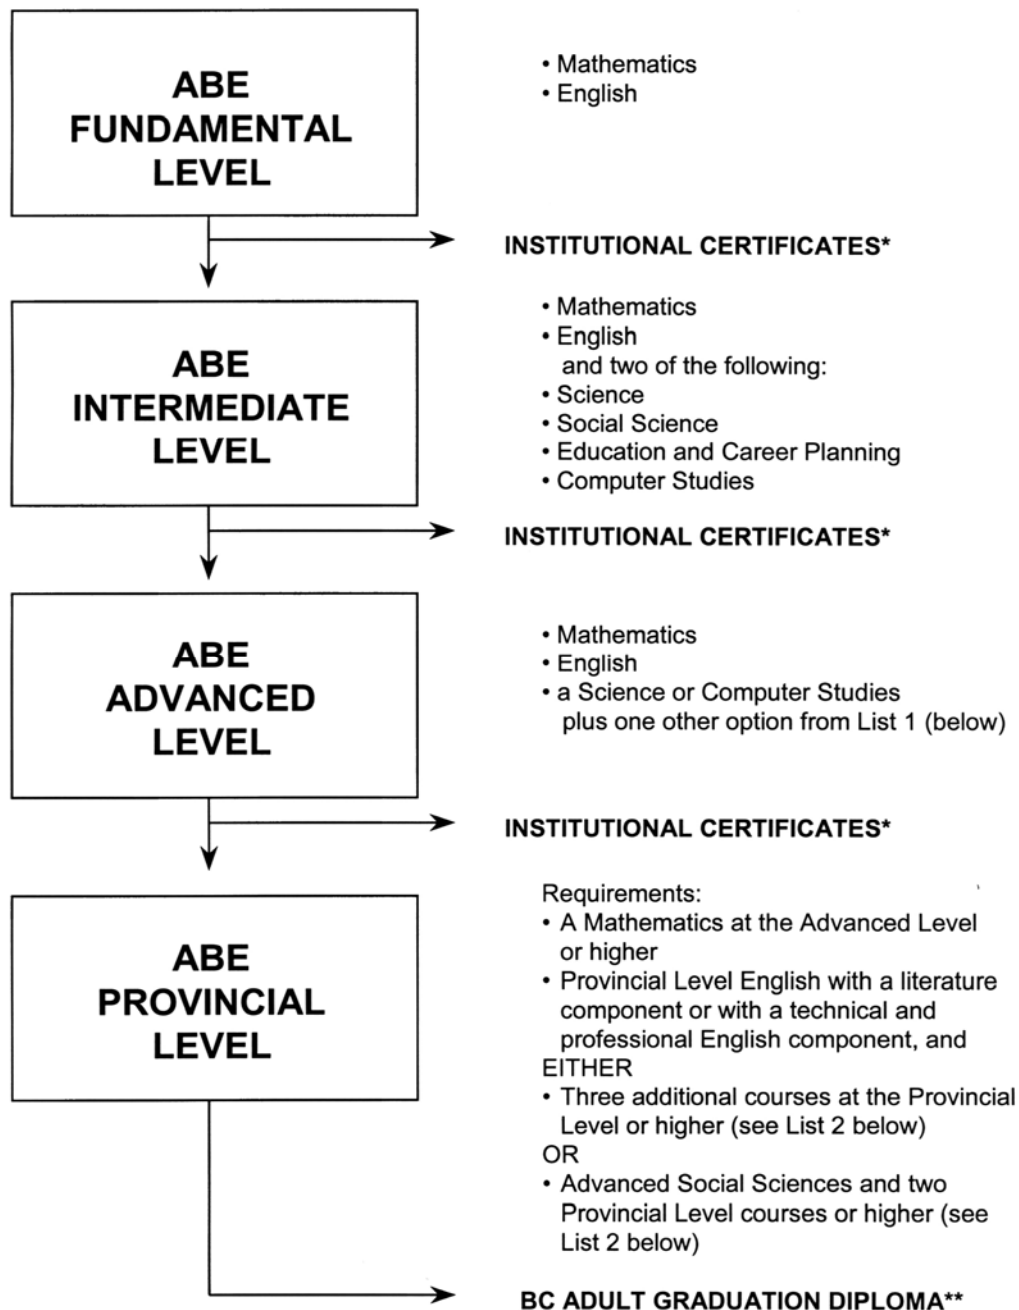 ABE
FUNDAMENTAL
LEVEL
• Mathematics
• English
INSTITUTIONAL CERTIFICATES*
ABE
INTERMEDIATE
LEVEL
• Mathematics
• English
and two of the following:
• Science
• Social Science
• Education and Career Planning
• Computer Studies
INSTITUTIONAL CERTIFICATES*
ABE
ADVANCED
LEVEL
• Mathematics
• English
• a Science or Computer Studies
plus one other option from List 1 (below)
INSTITUTIONAL CERTIFICATES*
ABE
PROVINCIAL
LEVEL
Requirements:
• A Mathematics at the Advanced Level
or higher
• Provincial Level English with a literature
component or with a technical and
professional English component, and
EITHER
• Three additional courses at the Provincial
Level or higher (see List 2 below)
OR
• Advanced Social Sciences and two
Provincial Level courses or higher (see
List 2 below)
BC ADULT GRADUATION DIPLOMA**